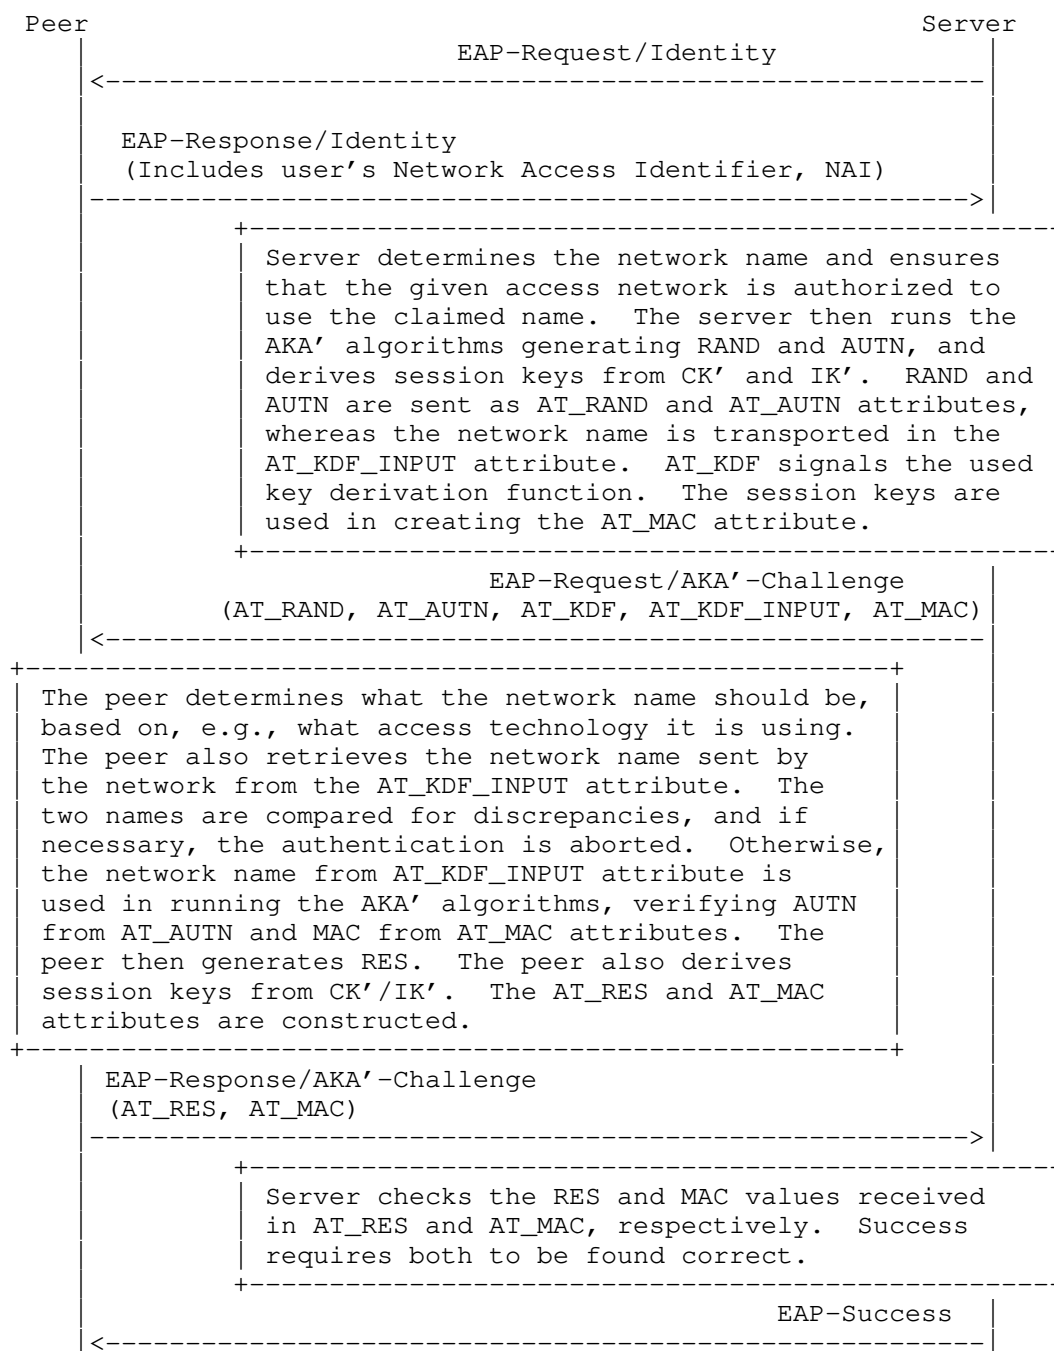 Peer Server
EAP-Request/Identity
EAP-Response/Identity
(Includes user's Network Access Identifier, NAI)
Server determines the network name and ensures
that the given access network is authorized to
use the claimed name. The server then runs the
AKA' algorithms generating RAND and AUTN, and
derives session keys from CK' and IK'. RAND and
AUTN are sent as AT_RAND and AT_AUTN attributes,
whereas the network name is transported in the
AT_KDF_INPUT attribute. AT_KDF signals the used
key derivation function. The session keys are
used in creating the AT_MAC attribute.
EAP-Request/AKA'-Challenge
(AT_RAND, AT_AUTN, AT_KDF, AT_KDF_INPUT, AT_MAC)
The peer determines what the network name should be,
based on, e.g., what access technology it is using.
The peer also retrieves the network name sent by
the network from the AT_KDF_INPUT attribute. The
two names are compared for discrepancies, and if
necessary, the authentication is aborted. Otherwise,
the network name from AT_KDF_INPUT attribute is
used in running the AKA' algorithms, verifying AUTN
from AT_AUTN and MAC from AT_MAC attributes. The
peer then generates RES. The peer also derives
session keys from CK'/IK'. The AT_RES and AT_MAC
attributes are constructed.
EAP-Response/AKA'-Challenge
(AT_RES, AT_MAC)
Server checks the RES and MAC values received
in AT_RES and AT_MAC, respectively. Success
requires both to be found correct.
EAP-Success